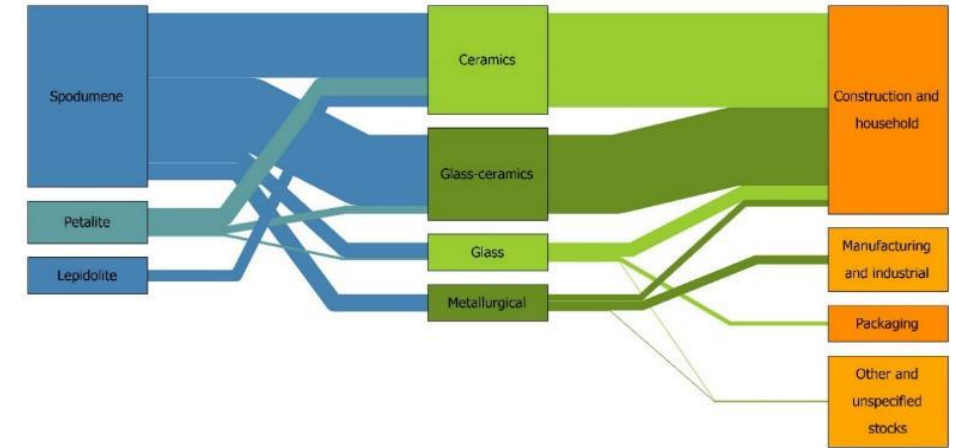 Spodumene
Petalite
Lepidolite
Ceramics
Glass-ceramics
Glass
Metallurgical
Construction and
household
Manufacturing
and industrial
Packaging
Other and
unspecified
stocks